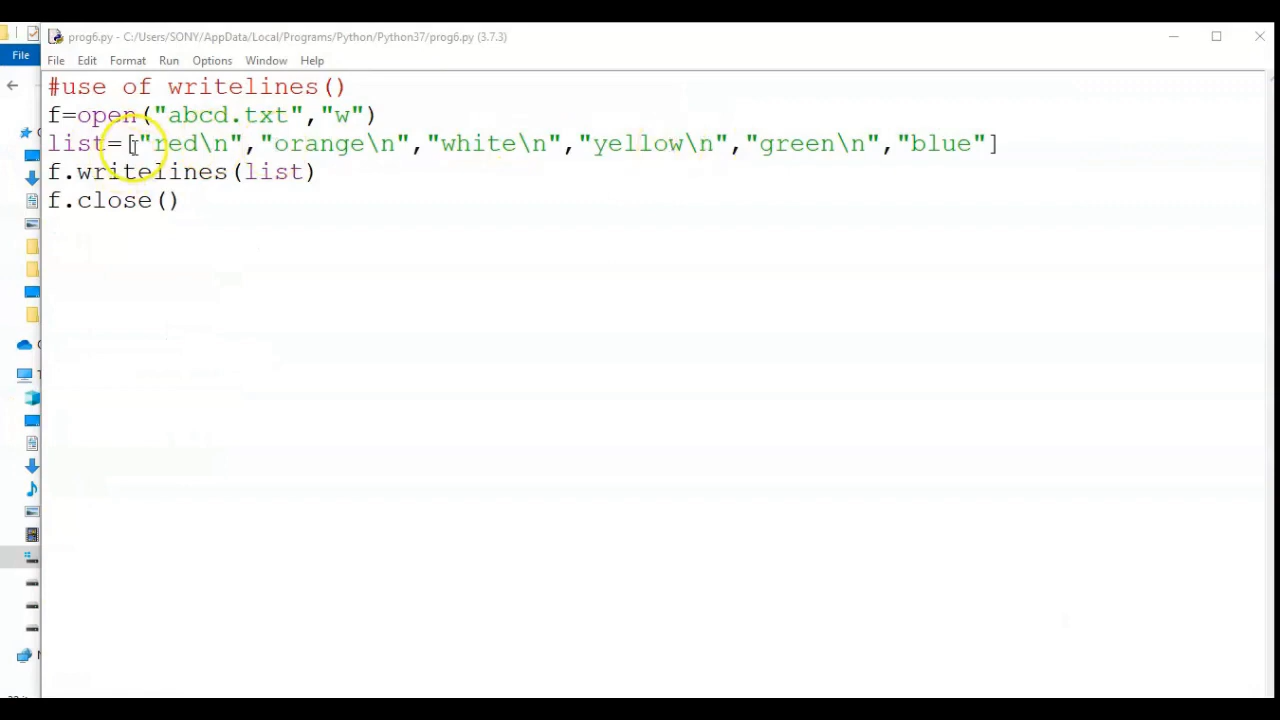 prog6.py - C:/Users/SONY/AppData/Local/Programs/Python/Python37/prog6.py (3.7.3)
File
File Edit Format Run Options Window Help
#use of writelines()
f=open("abcd.txt","w")
list=["red\n","orange\n","white\n","yellow\n","green\n","blue"]
f.writelines(list)
f.close()